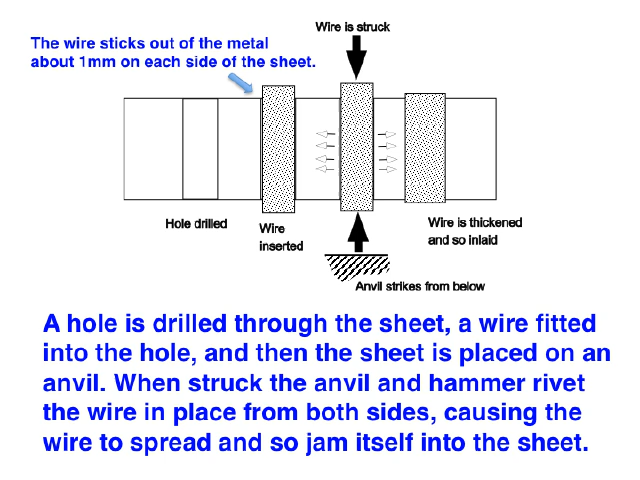 Wire is struck
The wire sticks out of the metal
about 1mm on each side of the sheet.
Hole drilled
Wire
inserted
Wire is thickened
and so inlaid
Anvil strikes from below
A hole is drilled through the sheet, a wire fitted
into the hole, and then the sheet is placed on an
anvil. When struck the anvil and hammer rivet
the wire in place from both sides, causing the
wire to spread and so jam itself into the sheet.